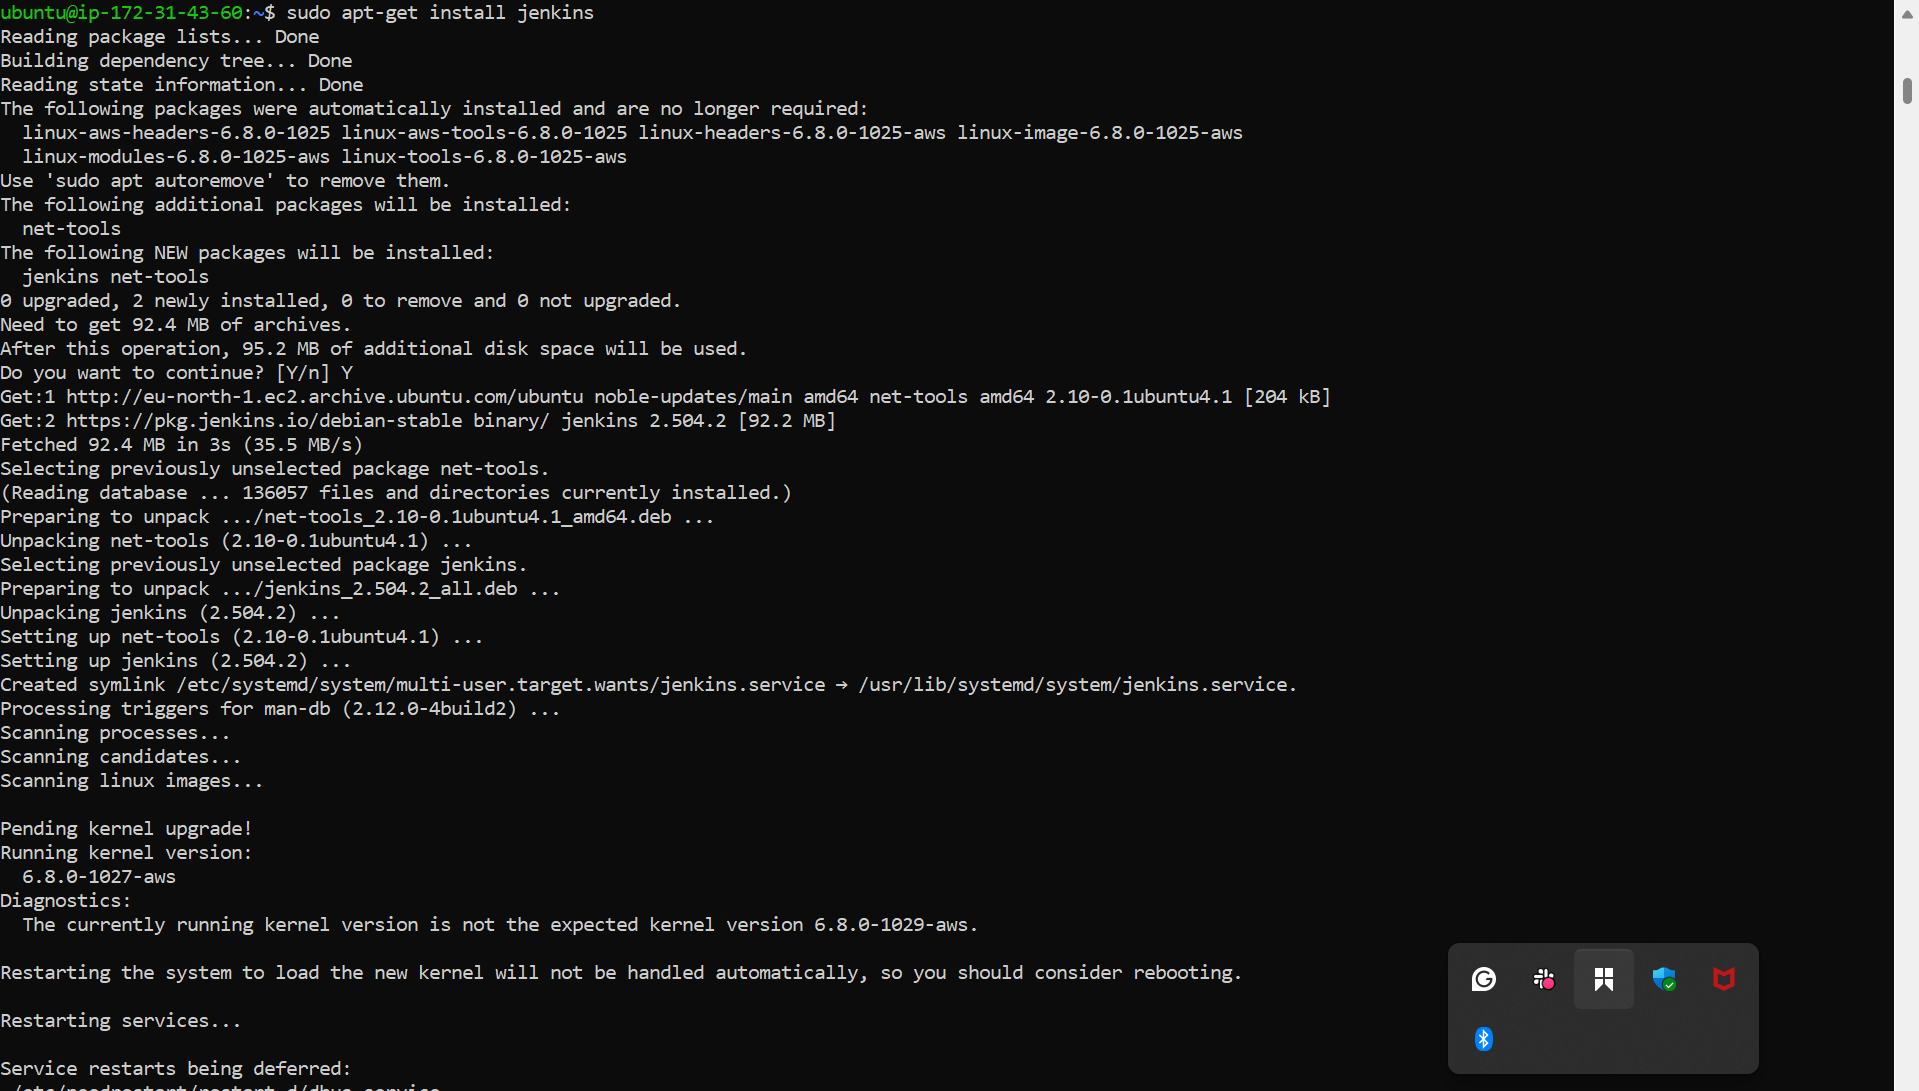 ubuntu@ip-172-31-43-60:~$ sudo apt-get install jenkins
Reading package lists... Done
Building dependency tree... Done
Reading state information... Done
The following packages were automatically installed and are no longer required:
  linux-aws-headers-6.8.0-1025 linux-aws-tools-6.8.0-1025 linux-headers-6.8.0-1025-aws linux-image-6.8.0-1025-aws
  linux-modules-6.8.0-1025-aws linux-tools-6.8.0-1025-aws
Use 'sudo apt autoremove' to remove them.
The following additional packages will be installed:
  net-tools
The following NEW packages will be installed:
  jenkins net-tools
0 upgraded, 2 newly installed, 0 to remove and 0 not upgraded.
Need to get 92.4 MB of archives.
After this operation, 95.2 MB of additional disk space will be used.
Do you want to continue? [Y/n] Y
Get:1 http://eu-north-1.ec2.archive.ubuntu.com/ubuntu noble-updates/main amd64 net-tools amd64 2.10-0.1ubuntu4.1 [204 kB]
Get:2 https://pkg.jenkins.io/debian-stable binary/ jenkins 2.504.2 [92.2 MB]
Fetched 92.4 MB in 3s (35.5 MB/s)
Selecting previously unselected package net-tools.
(Reading database ... 136057 files and directories currently installed.)
Preparing to unpack .../net-tools_2.10-0.1ubuntu4.1_amd64.deb ...
Unpacking net-tools (2.10-0.1ubuntu4.1) ...
Selecting previously unselected package jenkins.
Preparing to unpack .../jenkins_2.504.2_all.deb ...
Unpacking jenkins (2.504.2) ...
Setting up net-tools (2.10-0.1ubuntu4.1) ...
Setting up jenkins (2.504.2) ...
Created symlink /etc/systemd/system/multi-user.target.wants/jenkins.service → /usr/lib/systemd/system/jenkins.service.
Processing triggers for man-db (2.12.0-4build2) ...
Scanning processes...
Scanning candidates...
Scanning linux images...
Pending kernel upgrade!
Running kernel version:
  6.8.0-1027-aws
Diagnostics:
  The currently running kernel version is not the expected kernel version 6.8.0-1029-aws.
Restarting the system to load the new kernel will not be handled automatically, so you should consider rebooting.
Restarting services...
Service restarts being deferred:
 /etc/needrestart/restart.d/dbus.service